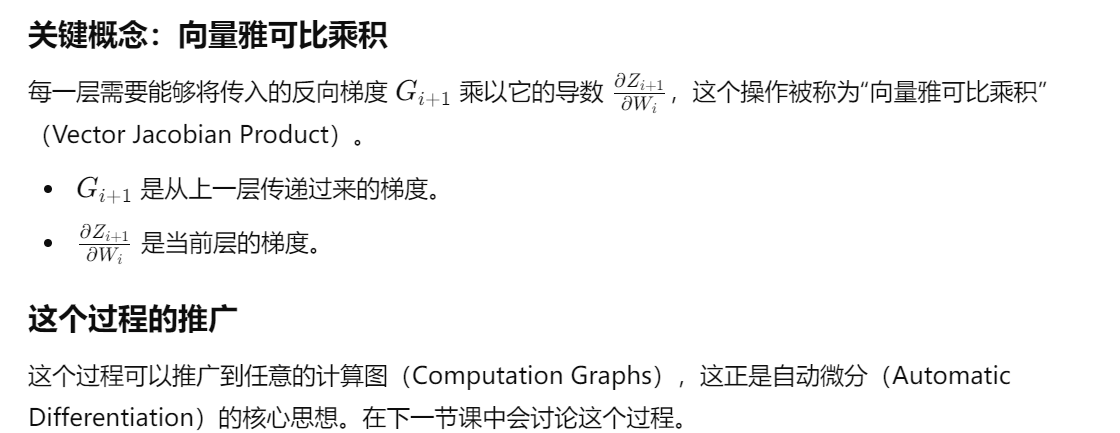 关键概念：向量雅可比乘积
每一层需要能够将传入的反向梯度 $G_{i+1}$ 乘以它的导数 $\frac{\partial Z_{i+1}}{\partial W_i}$，这个操作被称为“向量雅可比乘积”
（Vector Jacobian Product）。
• $G_{i+1}$ 是从上一层传递过来的梯度。
• $\frac{\partial Z_{i+1}}{\partial W_i}$ 是当前层的梯度。
这个过程的推广
这个过程可以推广到任意的计算图（Computation Graphs），这正是自动微分（Automatic
Differentiation）的核心思想。在下一节课中会讨论这个过程。